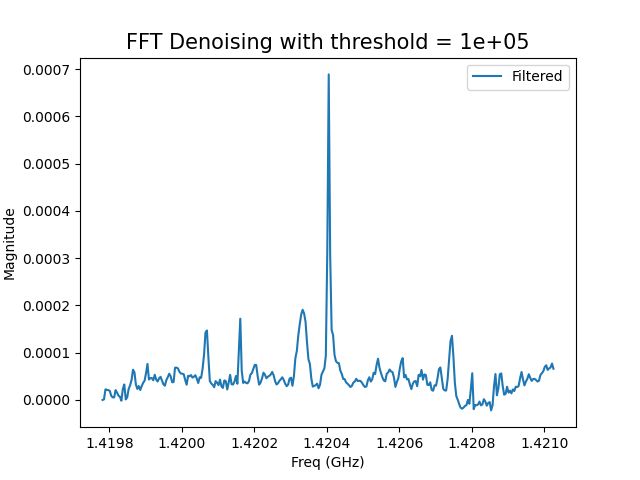 FFT Denoising with threshold = 1e+05
Filtered
0.0007
0.0006
0.0005
0.0004
0.0003
0.0002
0.0001
0.0000
Magnitude
1.4198 1.4200 1.4202 1.4204 1.4206 1.4208 1.4210
Freq (GHz)